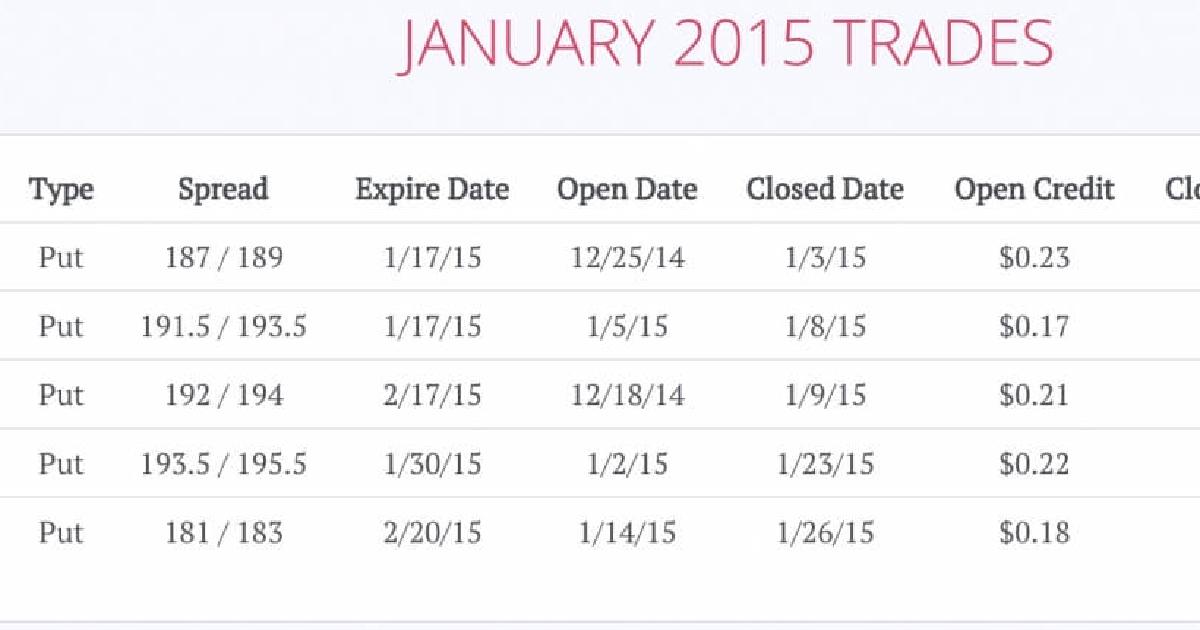 JANUARY 2015 TRADES
Type Spread Expire Date Open Date Closed Date Open Credit
Put 187 / 189 1/17/15 12/25/14 1/3/15 $0.23
Put 191.5 / 193.5 1/17/15 1/5/15 1/8/15 $0.17
Put 192 / 194 2/17/15 12/18/14 1/9/15 $0.21
Put 193.5 / 195.5 1/30/15 1/2/15 1/23/15 $0.22
Put 181 / 183 2/20/15 1/14/15 1/26/15 $0.18